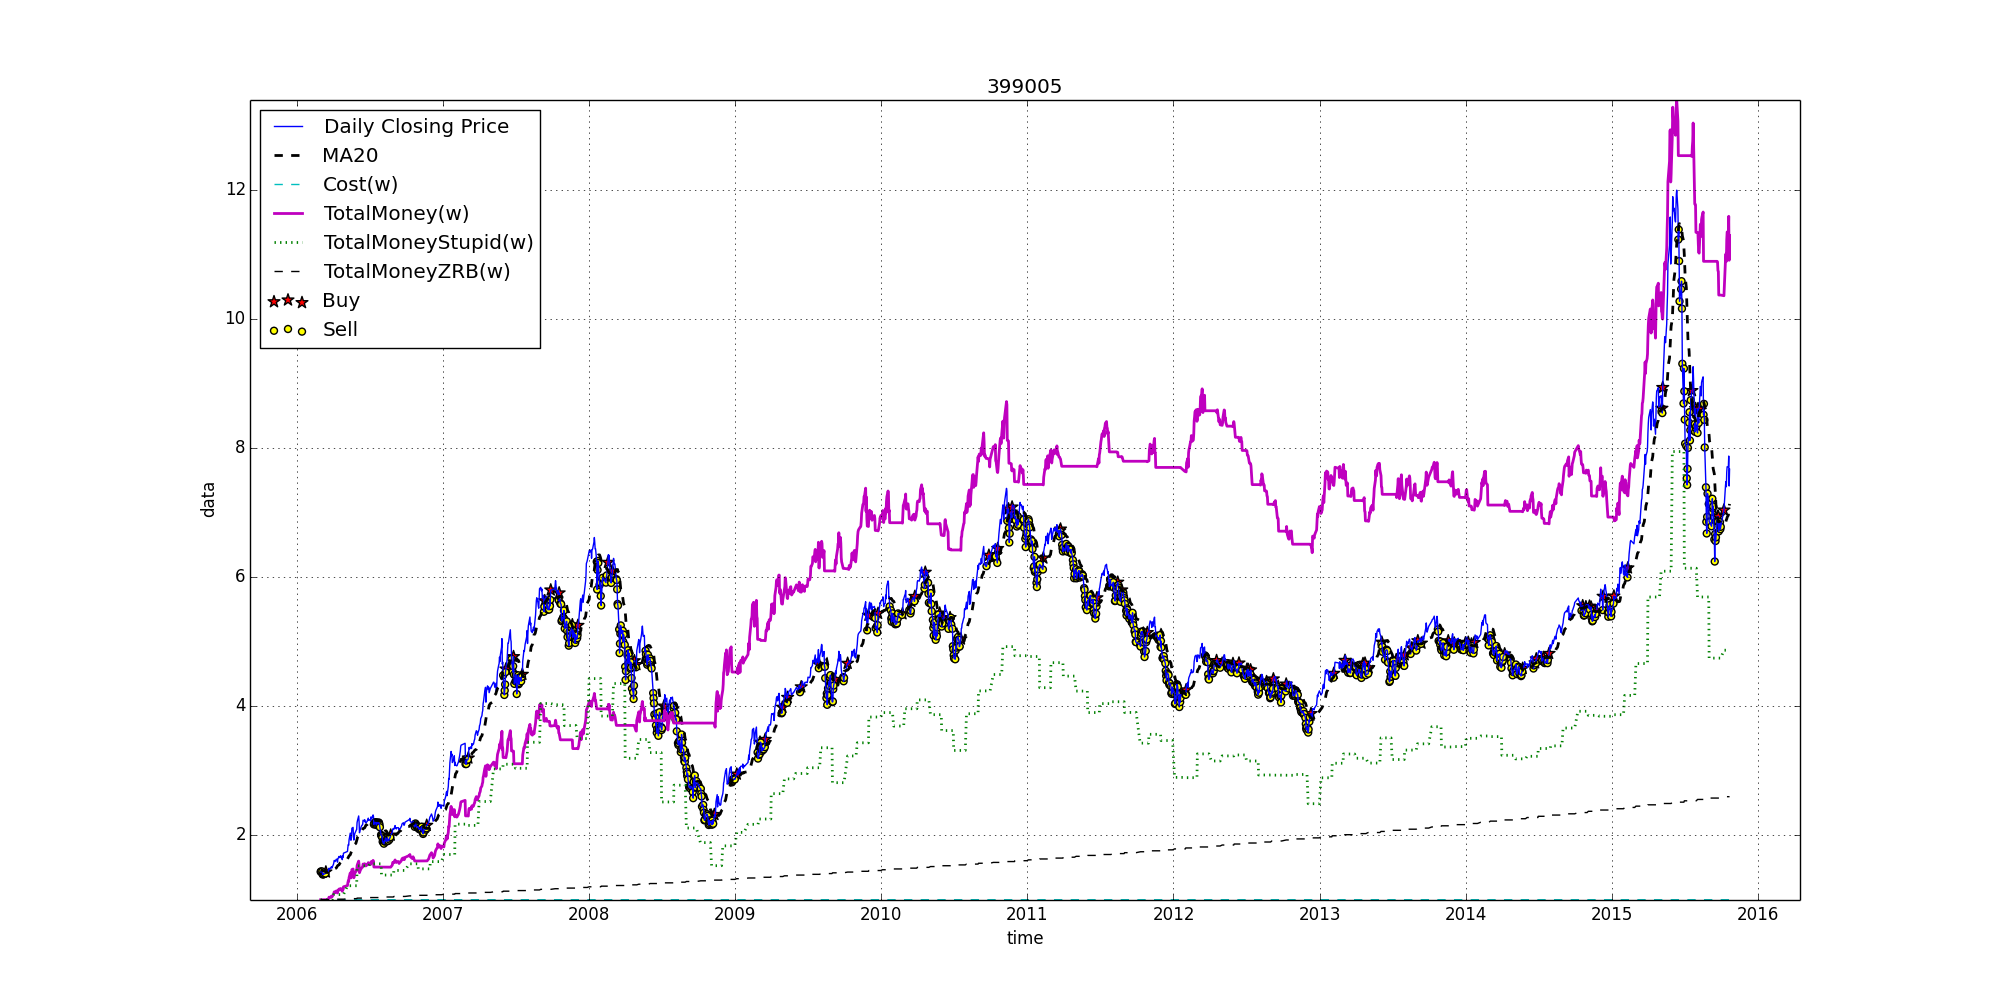 399005
Daily Closing Price
MA20
Cost(w)
TotalMoney(w)
TotalMoneyStupid(w)
TotalMoneyZRB(w)
Buy
Sell
data
12
10
8
6
4
2
2006 2007 2008 2009 2010 2011 2012 2013 2014 2015 2016
time